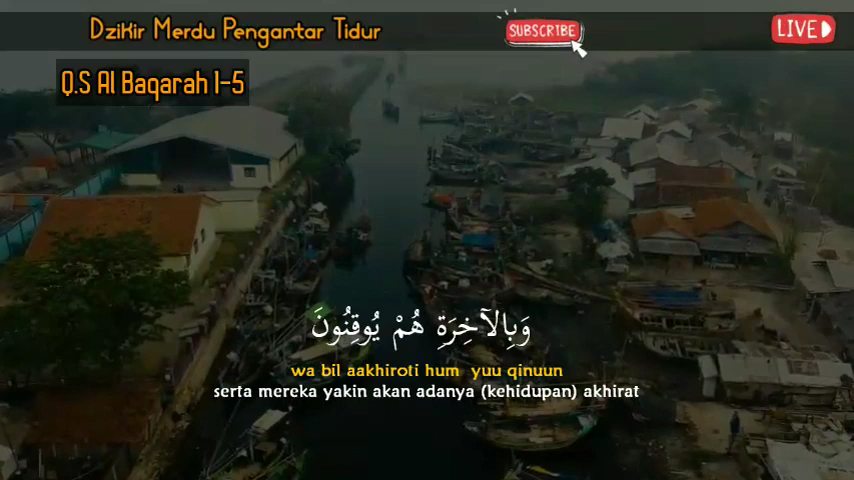 Dzikir Merdu Pengantar Tidur
SUBSCRIBE
LIVE
Q.S Al Baqarah 1-5
وَبِالْآخِرَةِ هُمْ يُوقِنُونَ
wa bil aakhiroti hum yuu qinuun
serta mereka yakin akan adanya (kehidupan) akhirat